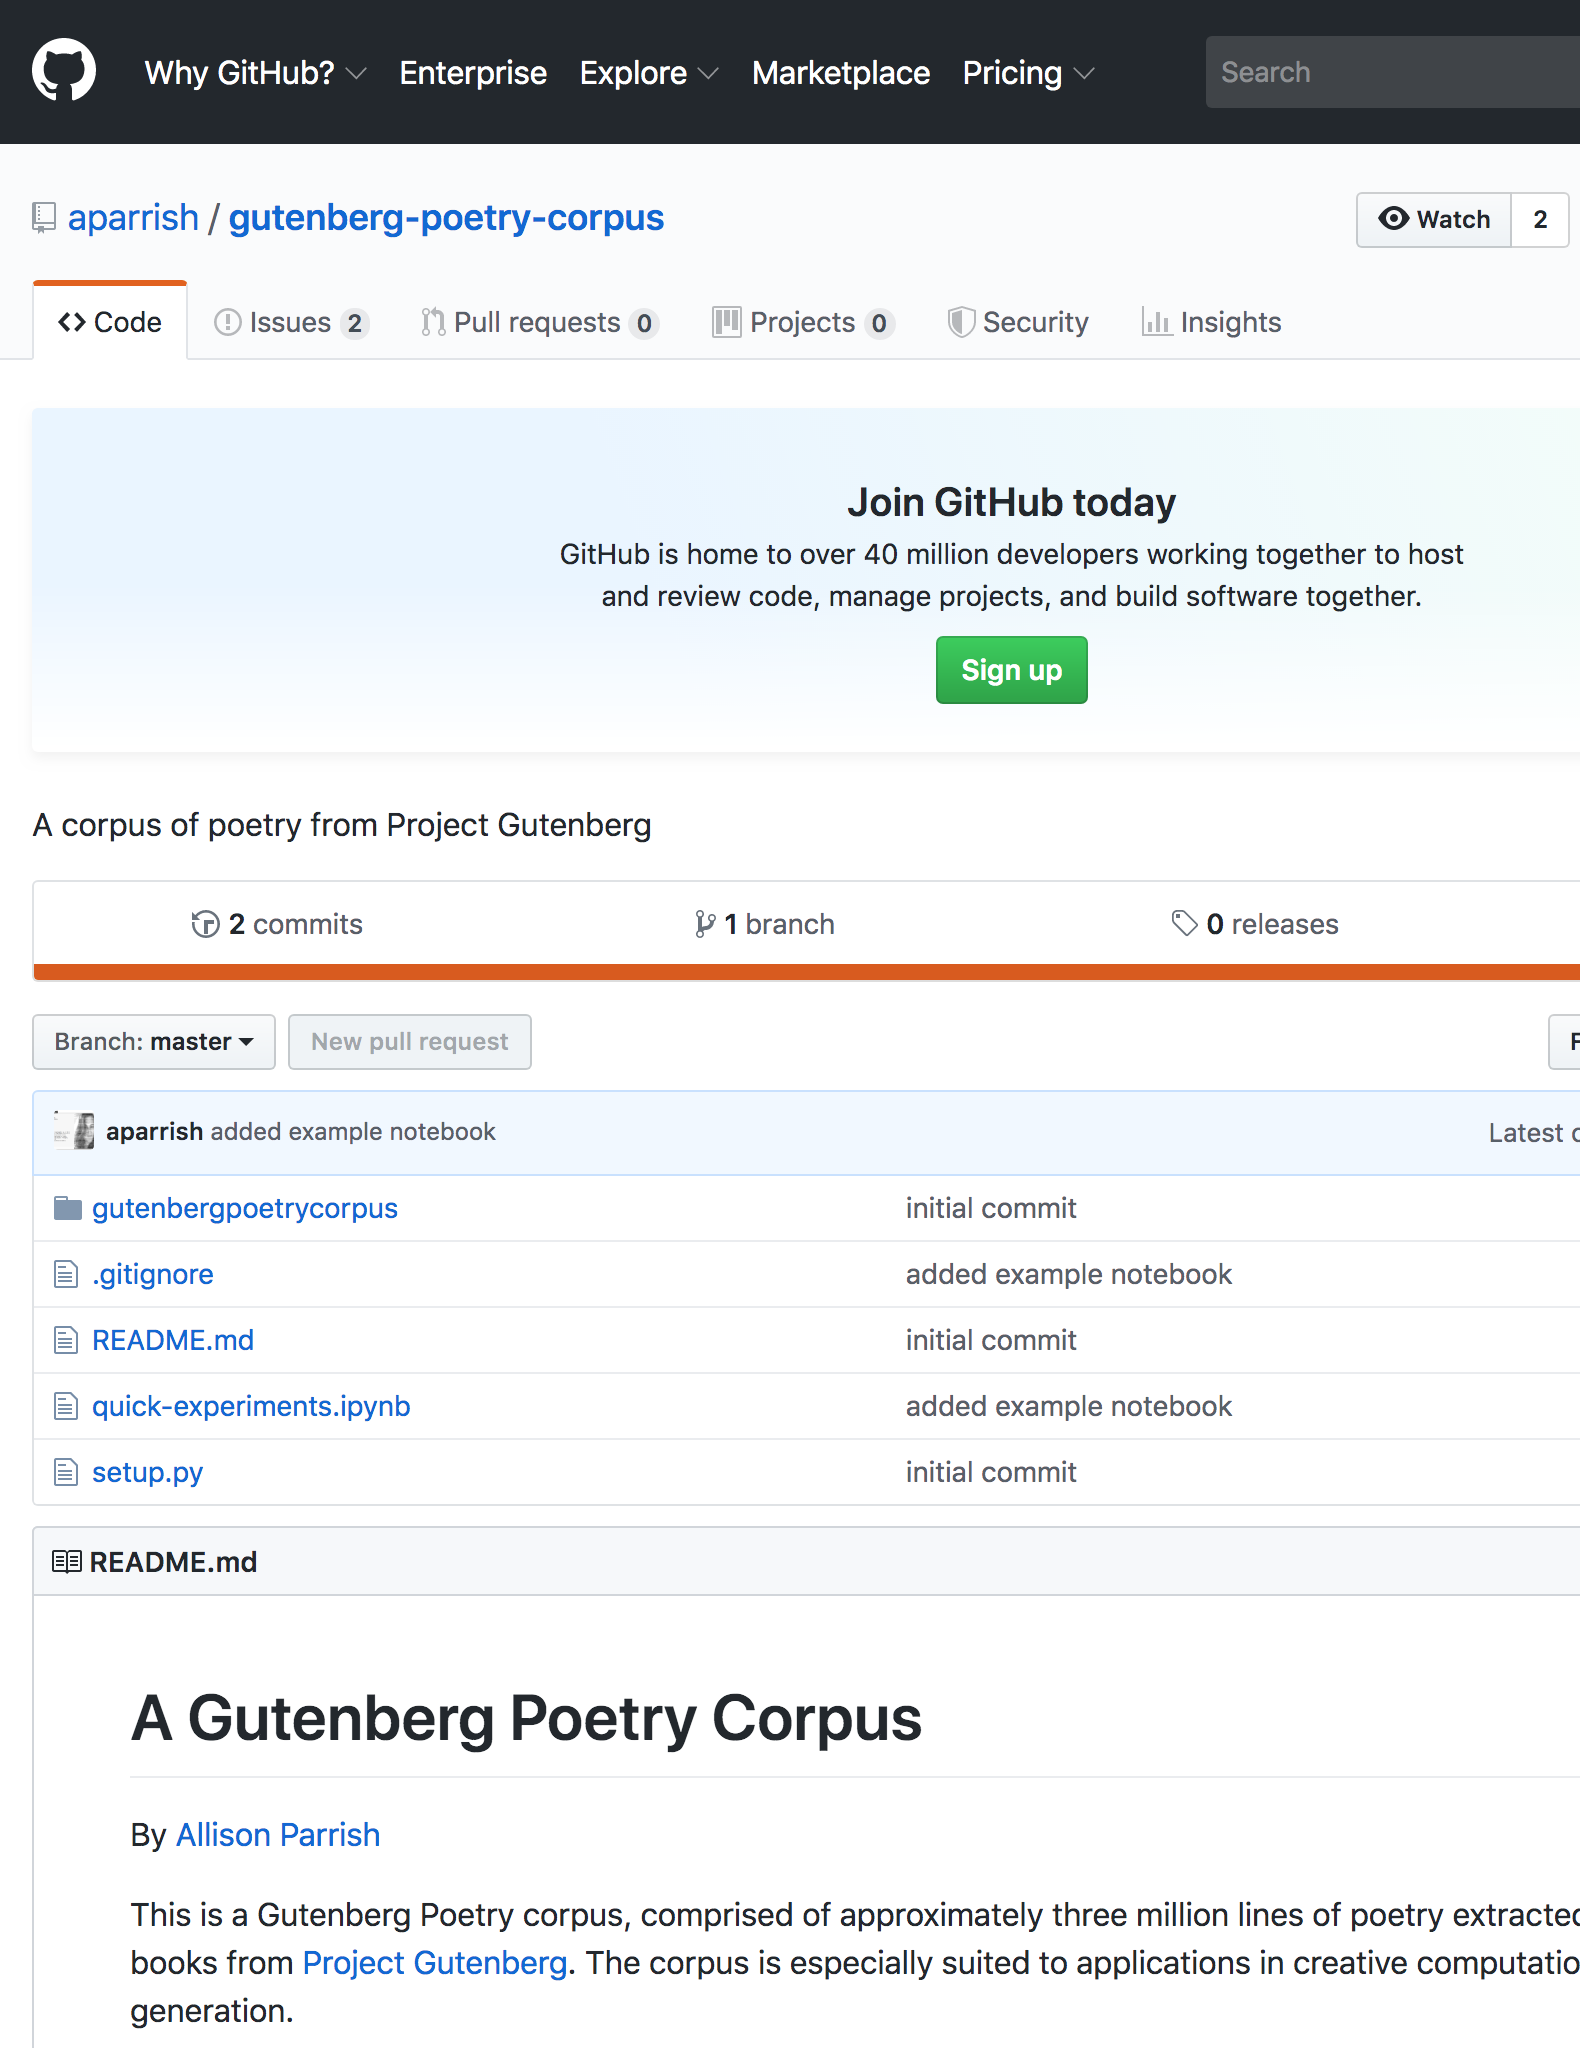 Why GitHub? Enterprise Explore Marketplace Pricing Search
aparrish / gutenberg-poetry-corpus Watch 2
Code Issues 2 Pull requests 0 Projects 0 Security Insights
Join GitHub today
GitHub is home to over 40 million developers working together to host
and review code, manage projects, and build software together.
Sign up
A corpus of poetry from Project Gutenberg
2 commits 1 branch 0 releases
Branch: master New pull request F
aparrish added example notebook Latest
gutenbergpoetrycorpus initial commit
.gitignore added example notebook
README.md initial commit
quick-experiments.ipynb added example notebook
setup.py initial commit
README.md
A Gutenberg Poetry Corpus
By Allison Parrish
This is a Gutenberg Poetry corpus, comprised of approximately three million lines of poetry extracted
books from Project Gutenberg. The corpus is especially suited to applications in creative computatio
generation.